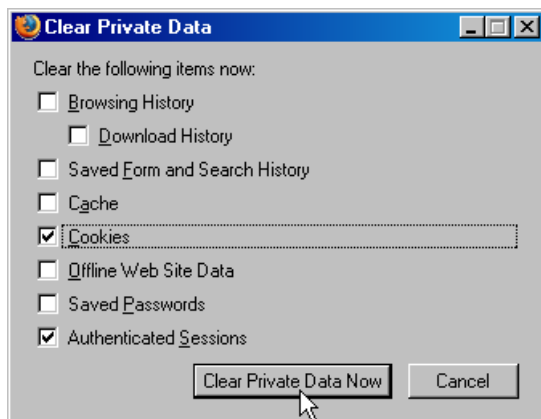 Clear Private Data
Clear the following items now:
Browsing History
Download History
Saved Form and Search History
Cache
Cookies
Offline Web Site Data
Saved Passwords
Authenticated Sessions
Clear Private Data Now Cancel